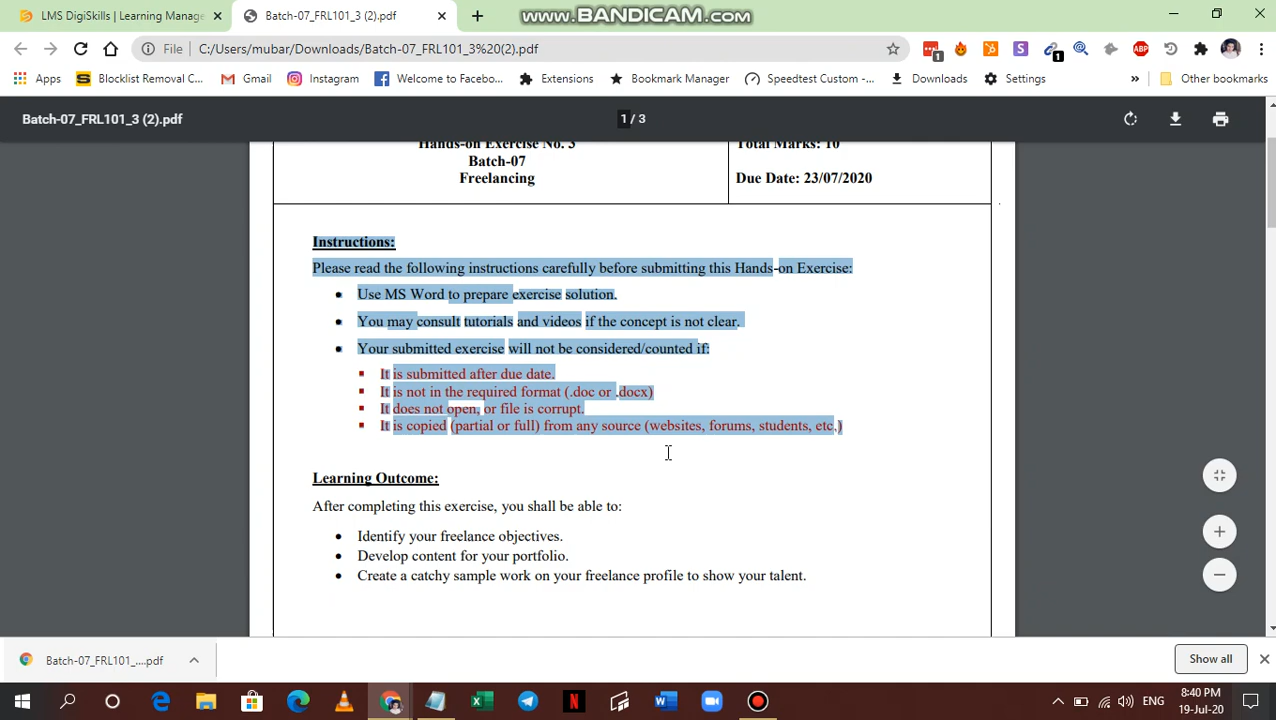 LMS DigiSkills | Learning Manage
Batch-07_FRL101_3 (2).pdf
www.BANDICAM.com
File
C:/Users/mubar/Downloads/Batch-07_FRL101_3%20(2).pdf
1
1
ABP
Apps
Blocklist Removal C...
Gmail
Instagram
Welcome to Facebo...
Extensions
Bookmark Manager
Speedtest Custom -...
Downloads
Settings
»
Other bookmarks
Batch-07_FRL101_3 (2).pdf
1 / 3
Hands-on Exercise No. 3
Batch-07
Freelancing
Total Marks: 10
Due Date: 23/07/2020
Instructions:
Please read the following instructions carefully before submitting this Hands-on Exercise:
• Use MS Word to prepare exercise solution.
• You may consult tutorials and videos if the concept is not clear.
• Your submitted exercise will not be considered/counted if:
▪ It is submitted after due date.
▪ It is not in the required format (.doc or .docx)
▪ It does not open, or file is corrupt.
▪ It is copied (partial or full) from any source (websites, forums, students, etc.)
Learning Outcome:
After completing this exercise, you shall be able to:
• Identify your freelance objectives.
• Develop content for your portfolio.
• Create a catchy sample work on your freelance profile to show your talent.
Batch-07_FRL101_....pdf
Show all
ENG
8:40 PM
19-Jul-20